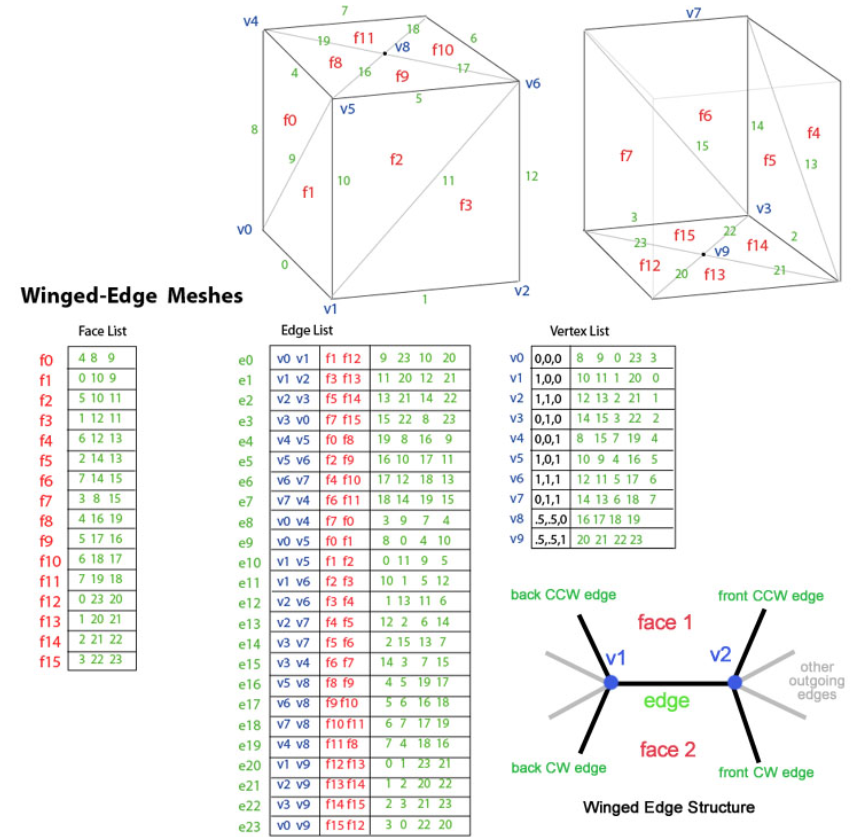 v4 7 18 v7
19 f11 v8 f10 6
f8 16 f9 17
4 v5 5 v6
f0 f6 14 f4
8 9 10 f2 12 f7 15 f5 13
f1 11 f3
v0 3 v3
0 23 f15 22 f14 2
f12 v9
20 f13 21
v1 1 v2
Winged-Edge Meshes
Face List
f0 4 8 9
f1 0 10 9
f2 5 10 11
f3 1 12 11
f4 6 12 13
f5 2 14 13
f6 7 14 15
f7 3 8 15
f8 4 16 19
f9 5 17 16
f10 6 18 17
f11 7 19 18
f12 0 23 20
f13 1 20 21
f14 2 21 22
f15 3 22 23
Edge List
e0 v0 v1 f1 f12 9 23 10 20
e1 v1 v2 f3 f13 11 20 12 21
e2 v2 v3 f5 f14 13 21 14 22
e3 v3 v0 f7 f15 15 22 8 23
e4 v4 v5 f0 f8 19 8 16 9
e5 v5 v6 f2 f9 16 10 17 11
e6 v6 v7 f4 f10 17 12 18 13
e7 v7 v4 f6 f11 18 14 19 15
e8 v0 v4 f7 f0 3 9 7 4
e9 v0 v5 f0 f1 8 0 4 10
e10 v1 v5 f1 f2 0 11 9 5
e11 v1 v6 f2 f3 10 1 5 12
e12 v2 v6 f3 f4 1 13 11 6
e13 v2 v7 f4 f5 12 2 6 14
e14 v3 v7 f5 f6 2 15 13 7
e15 v3 v4 f6 f7 14 3 7 15
e16 v5 v8 f8 f9 4 5 19 17
e17 v6 v8 f9 f10 5 6 16 18
e18 v7 v8 f10 f11 6 7 17 19
e19 v4 v8 f11 f8 7 4 18 16
e20 v1 v9 f12 f13 0 1 23 21
e21 v2 v9 f13 f14 1 2 20 22
e22 v3 v9 f14 f15 2 3 21 23
e23 v0 v9 f15 f12 3 0 22 20
Vertex List
v0 0,0,0 8 9 0 23 3
v1 1,0,0 10 11 1 20 0
v2 1,1,0 12 13 2 21 1
v3 0,1,0 14 15 3 22 2
v4 0,0,1 8 15 7 19 4
v5 1,0,1 10 9 4 16 5
v6 1,1,1 12 11 5 17 6
v7 0,1,1 14 13 6 18 7
v8 .5,.5,0 16 17 18 19
v9 .5,.5,1 20 21 22 23
back CCW edge front CCW edge
face 1
v1 v2
other
outgoing
edges
edge
face 2
back CW edge front CW edge
Winged Edge Structure